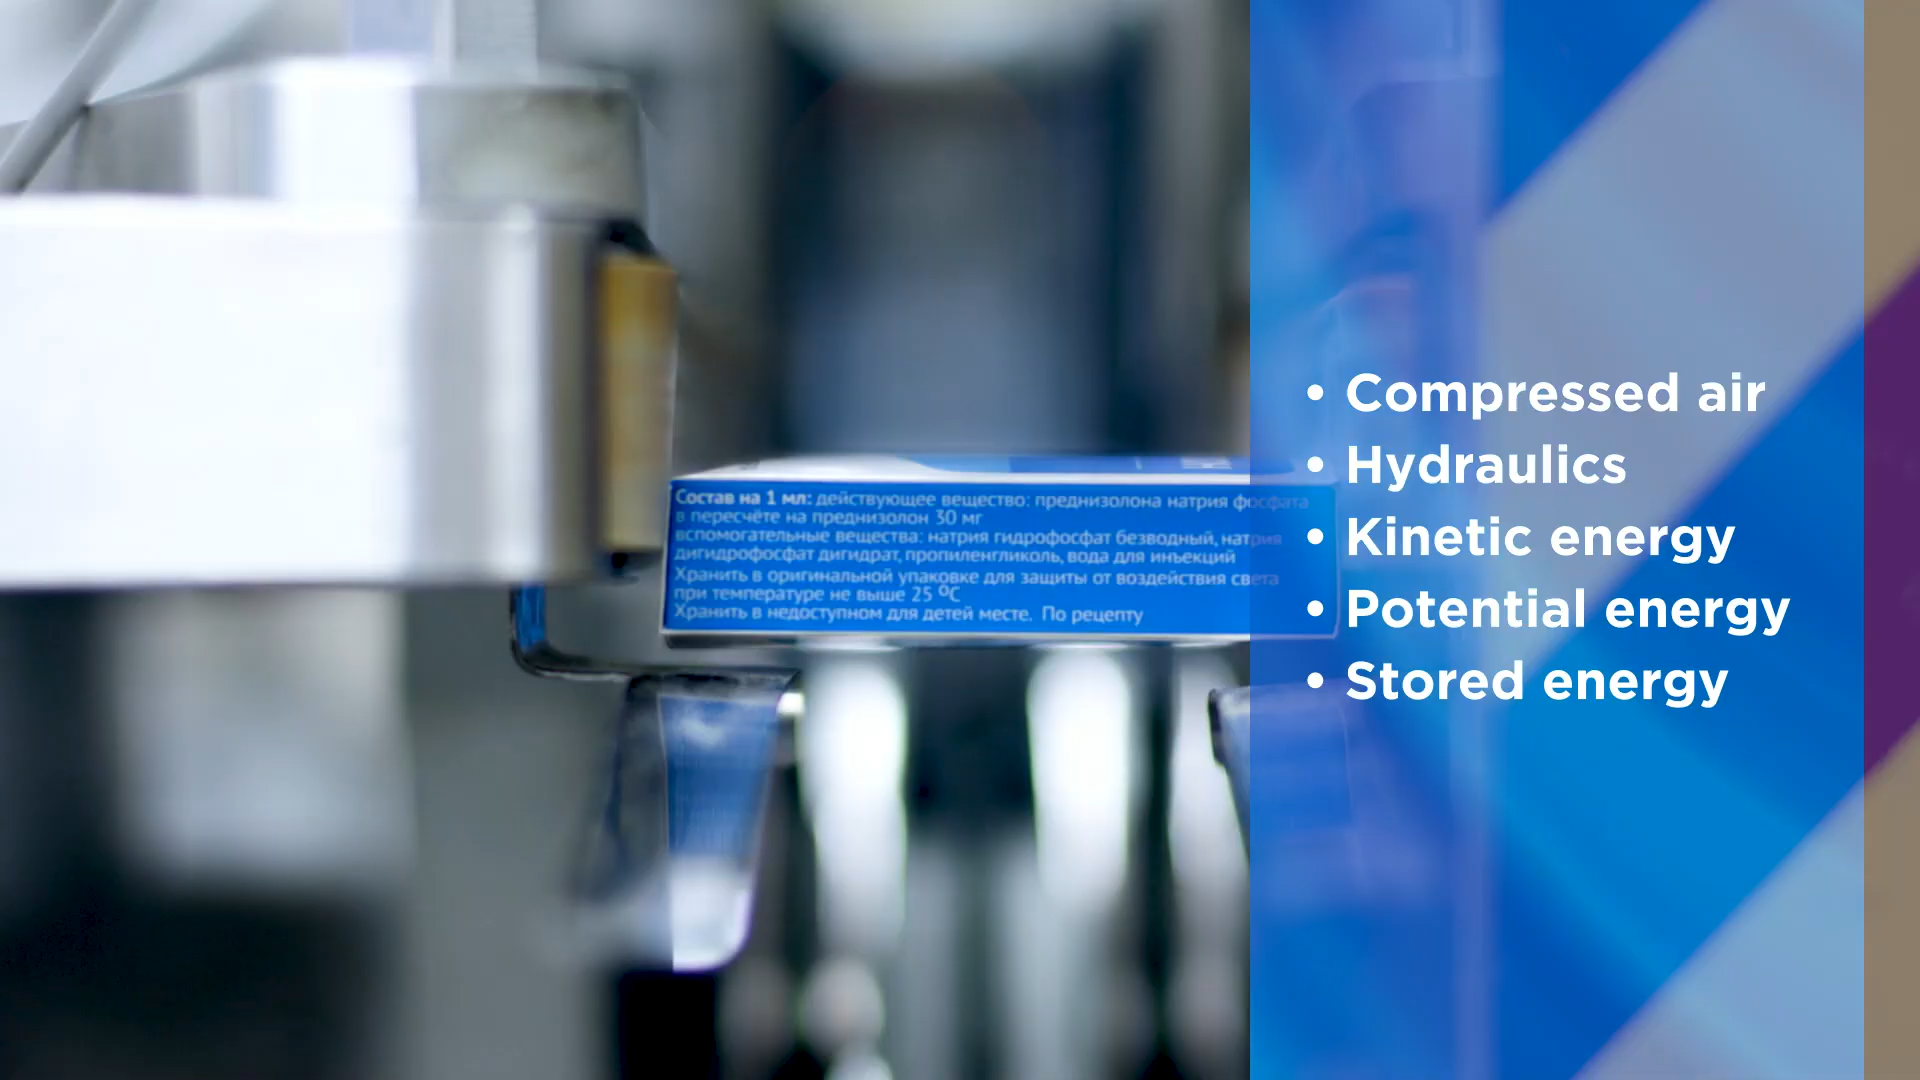 Состав на 1 мл: действующее вещество: преднизолона натрия фосфата
в пересчёте на преднизолон 30 мг
вспомогательные вещества: натрия гидрофосфат безводный, натрия
дигидрофосфат дигидрат, пропиленгликоль, вода для инъекций
Хранить в оригинальной упаковке для защиты от воздействия света
при температуре не выше 25 ºС
Хранить в недоступном для детей месте. По рецепту
• Compressed air
• Hydraulics
• Kinetic energy
• Potential energy
• Stored energy